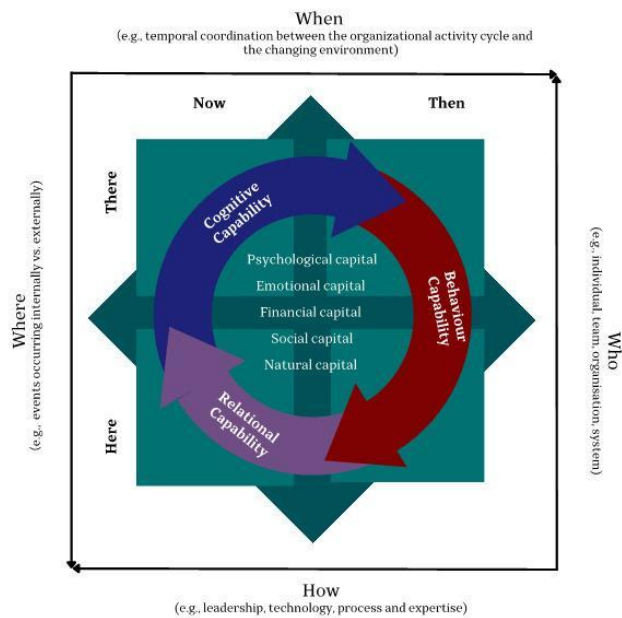 When
(e.g., temporal coordination between the organizational activity cycle and
the changing environment)
Now
Then
There
Here
Where
(e.g., events occurring internally vs. externally)
Cognitive
Capability
Psychological capital
Emotional capital
Financial capital
Social capital
Natural capital
Behaviour
Capability
Relational
Capability
Who
(e.g., individual, team, organisation, system)
How
(e.g., leadership, technology, process and expertise)